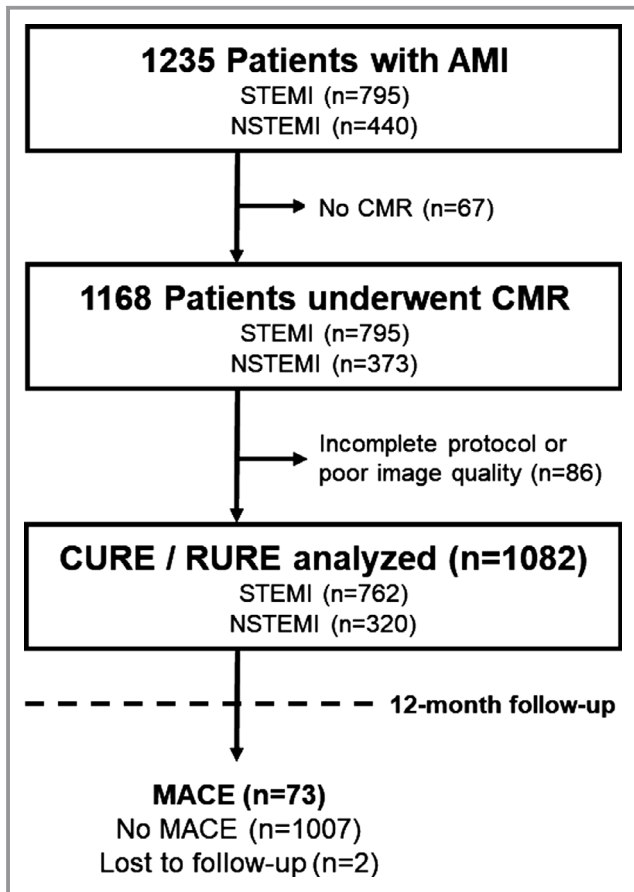 1235 Patients with AMI
STEMI (n=795)
NSTEMI (n=440)
No CMR (n=67)
1168 Patients underwent CMR
STEMI (n=795)
NSTEMI (n=373)
Incomplete protocol or
poor image quality (n=86)
CURE / RURE analyzed (n=1082)
STEMI (n=762)
NSTEMI (n=320)
12-month follow-up
MACE (n=73)
No MACE (n=1007)
Lost to follow-up (n=2)